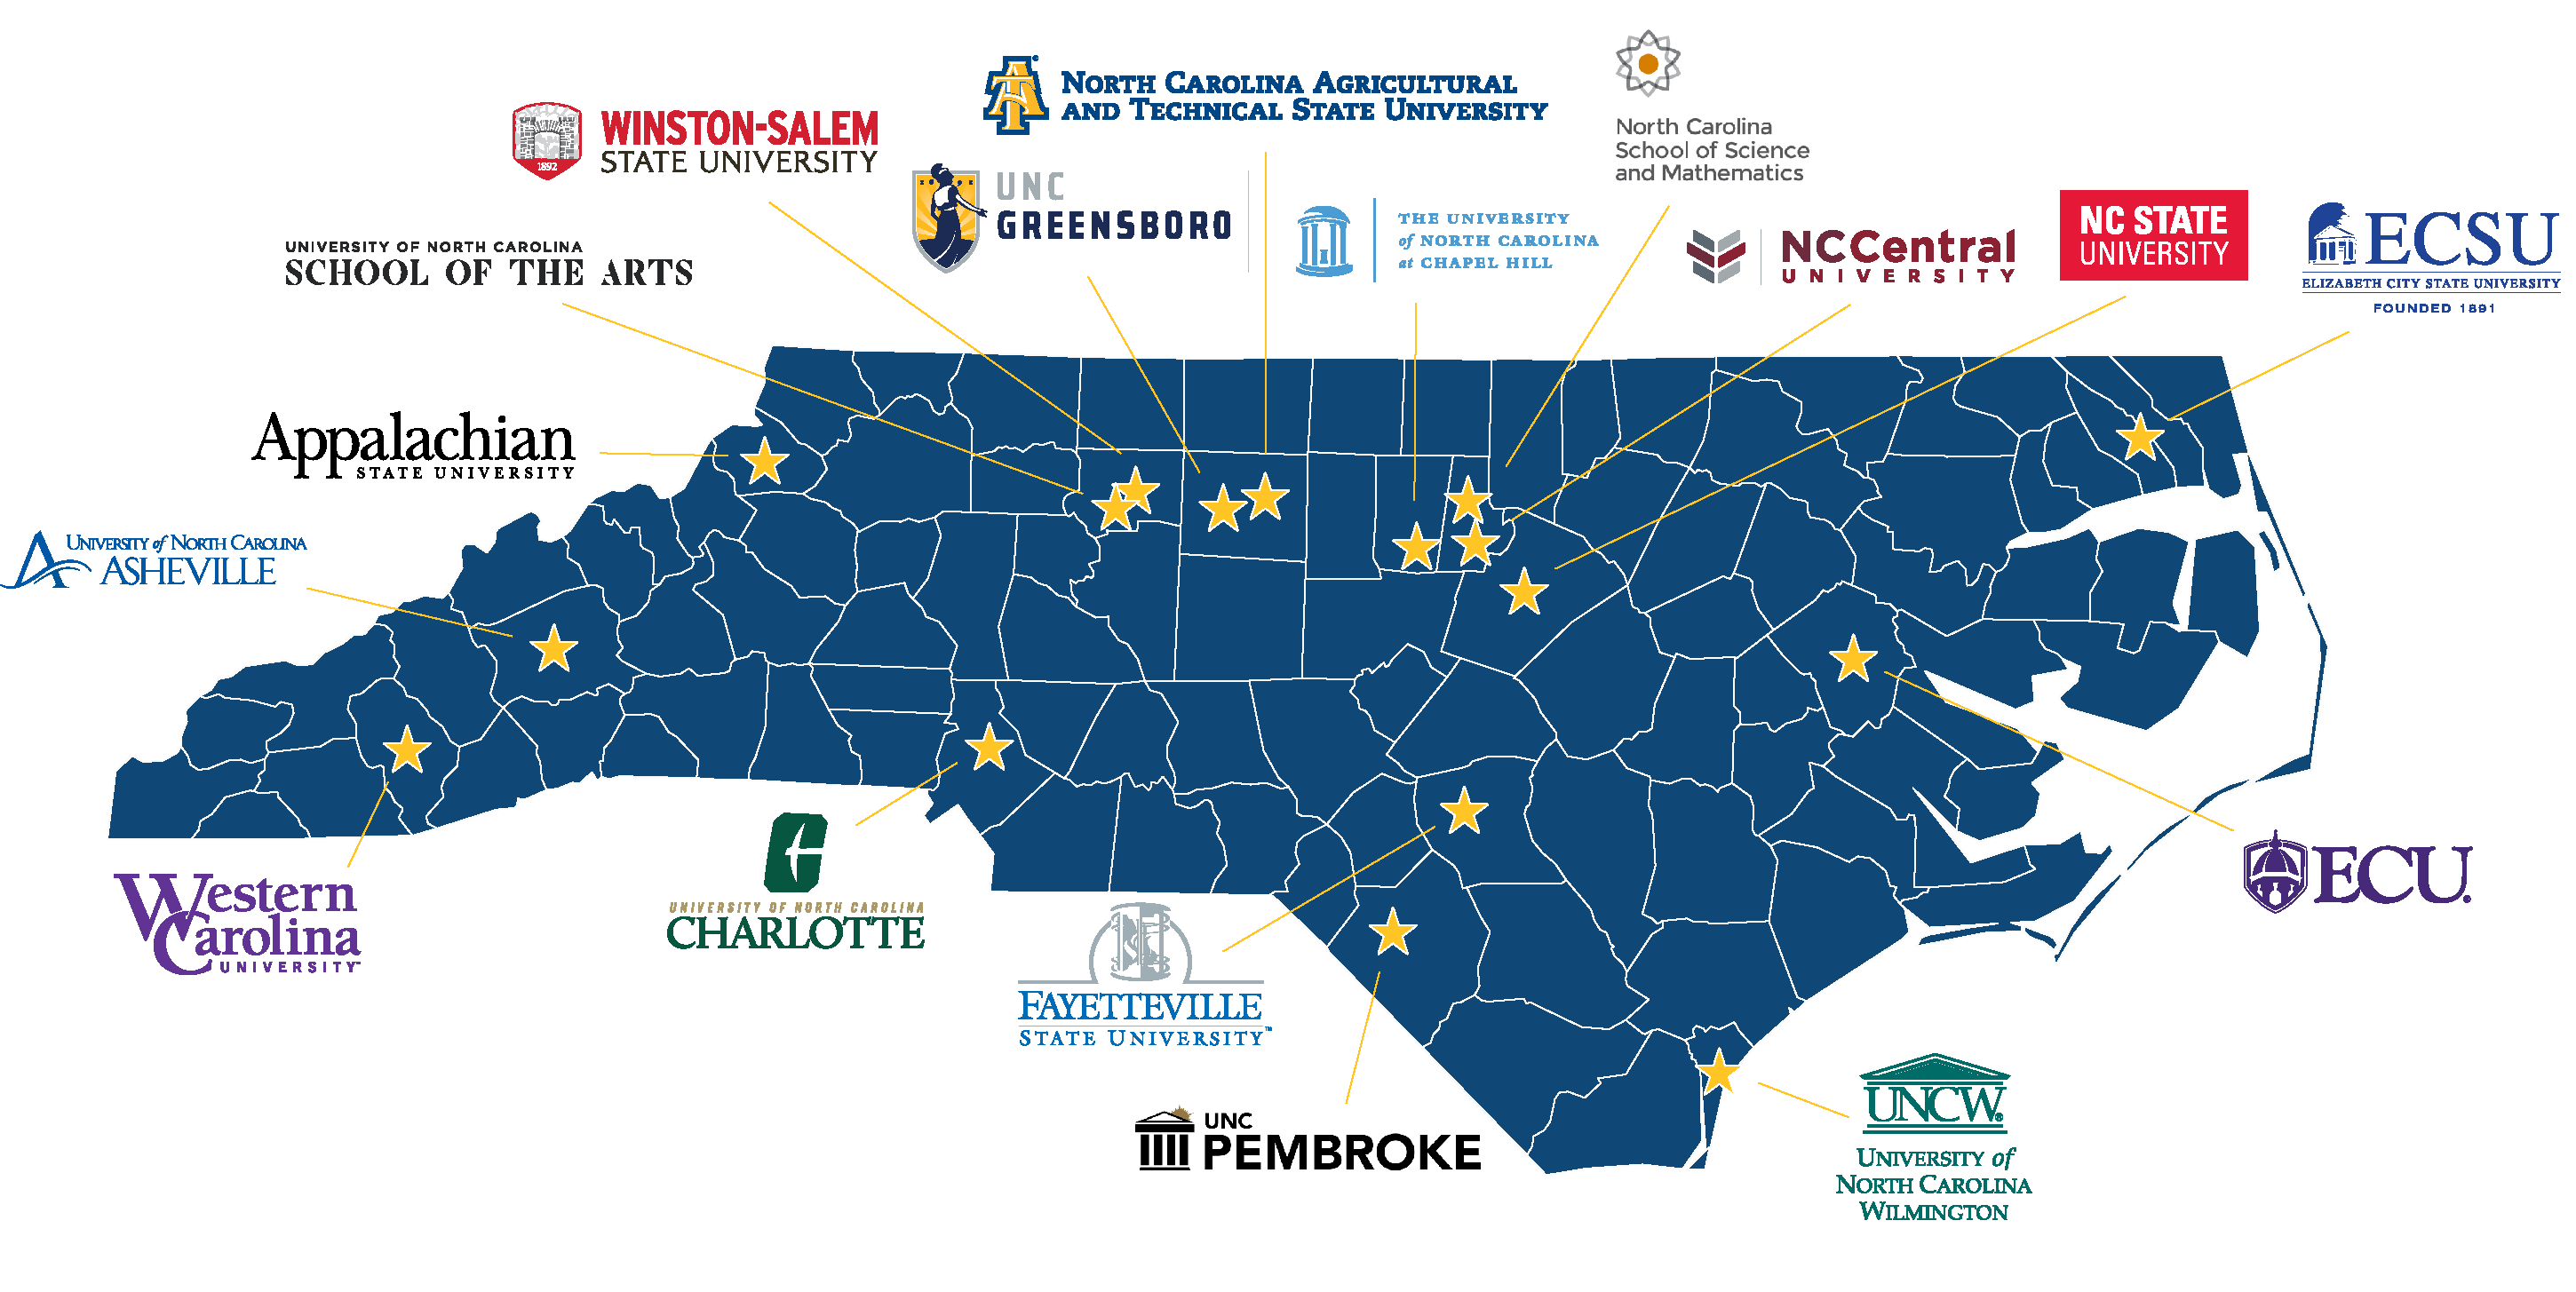 NORTH CAROLINA AGRICULTURAL
AND TECHNICAL STATE UNIVERSITY
North Carolina
School of Science
and Mathematics
1892
WINSTON-SALEM
STATE UNIVERSITY
UNC
GREENSBORO
THE UNIVERSITY
of NORTH CAROLINA
at CHAPEL HILL
NCCentral
UNIVERSITY
NC STATE
UNIVERSITY
ECSU
ELIZABETH CITY STATE UNIVERSITY
FOUNDED 1891
UNIVERSITY OF NORTH CAROLINA
SCHOOL OF THE ARTS
Appalachian
STATE UNIVERSITY
UNIVERSITY of NORTH CAROLINA
ASHEVILLE
Western
Carolina
UNIVERSITY™
UNIVERSITY OF NORTH CAROLINA
CHARLOTTE
FAYETTEVILLE
STATE UNIVERSITY™
ECU.
UNC
PEMBROKE
UNCW®
UNIVERSITY of
NORTH CAROLINA
WILMINGTON